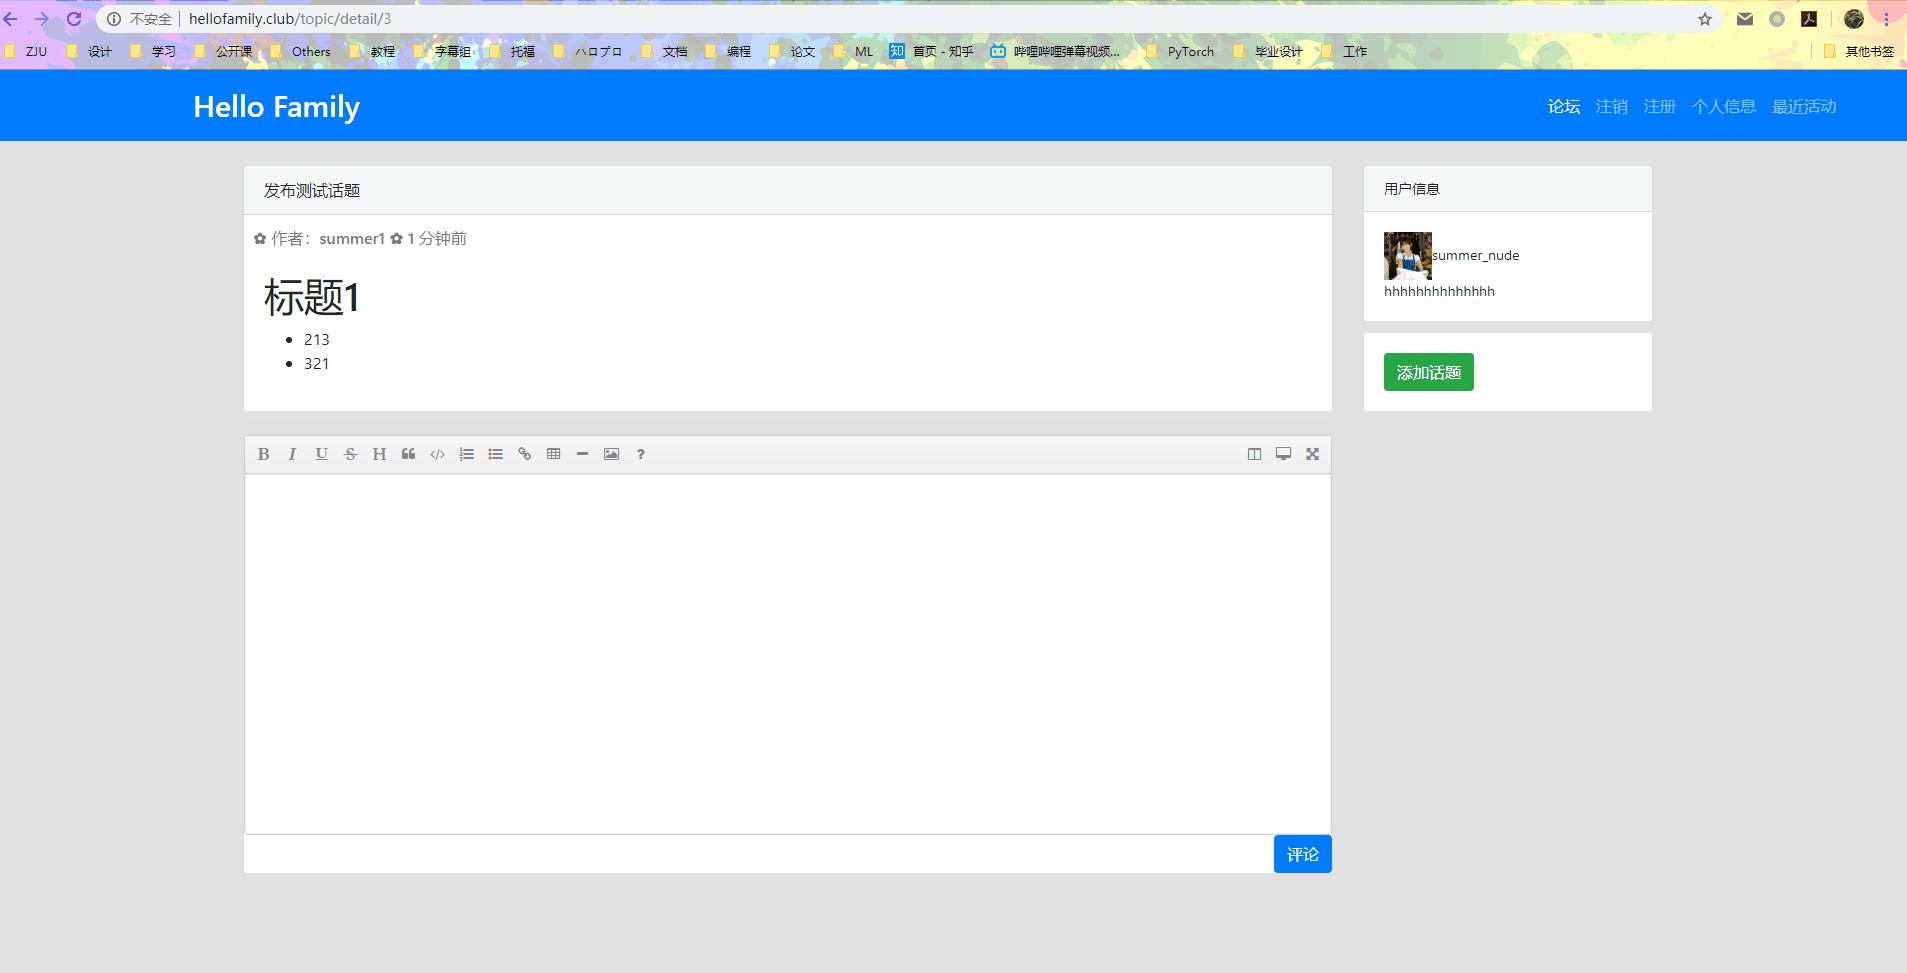 不安全 hellofamily.club/topic/detail/3
ZJU 设计 学习 公开课 Others 教程 字幕组 托福 ハロプロ 文档 编程 论文 ML 知 首页 - 知乎 哔哩哔哩弹幕视频... PyTorch 毕业设计 工作 其他书签
Hello Family 论坛 注销 注册 个人信息 最近活动
发布测试话题
✿ 作者：summer1 ✿ 1 分钟前
标题1
• 213
• 321
用户信息
summer_nude
hhhhhhhhhhhhhh
添加话题
B I U S H ?
评论